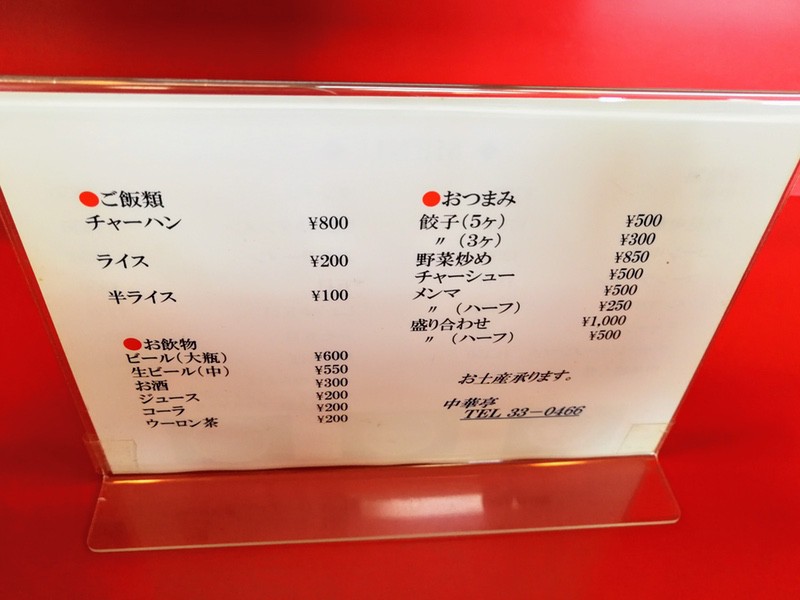 ●ご飯類
チャーハン ¥800
ライス ¥200
半ライス ¥100
●お飲物
ビール(大瓶) ¥600
生ビール(中) ¥550
お酒 ¥300
ジュース ¥200
コーラ ¥200
ウーロン茶 ¥200
●おつまみ
餃子(5ヶ) ¥500
〃 (3ヶ) ¥300
野菜炒め ¥850
チャーシュー ¥500
メンマ ¥500
〃 (ハーフ) ¥250
盛り合わせ ¥1,000
〃 (ハーフ) ¥500
お土産承ります。
中華亭
TEL 33-0466